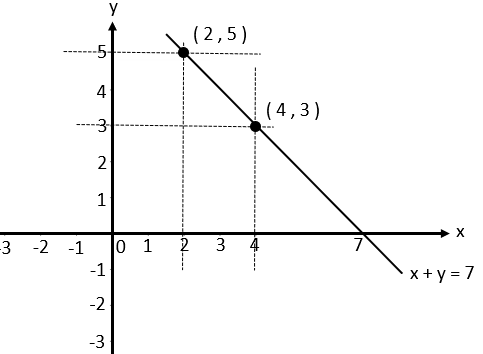 y
( 2 , 5 )
5
4
( 4 , 3 )
3
2
1
x
-3 -2 -1 0 1 2 3 4 7
-1
x + y = 7
-2
-3